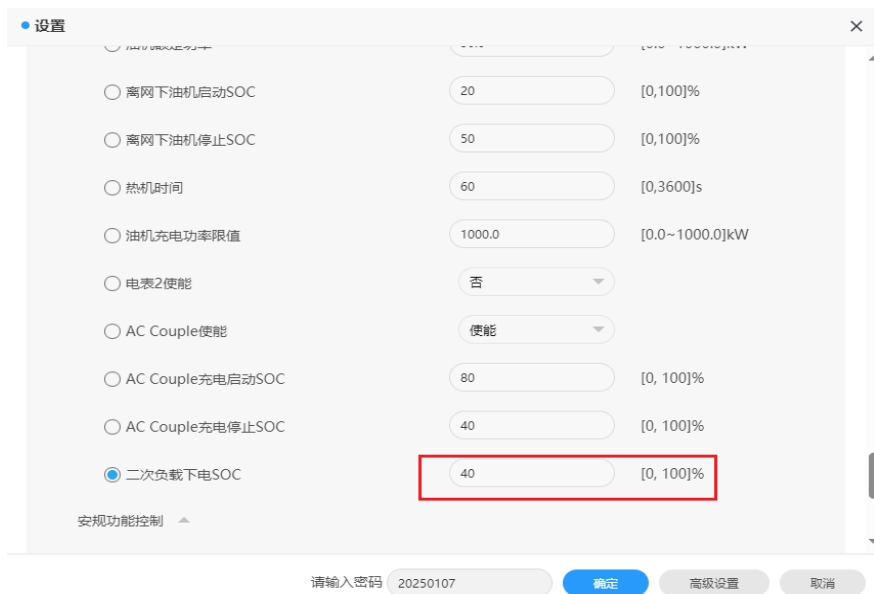 设置
离网下油机启动SOC 20 [0,100]%
离网下油机停止SOC 50 [0,100]%
热机时间 60 [0,3600]s
油机充电功率限值 1000.0 [0.0~1000.0]kW
电表2使能 否
AC Couple使能 使能
AC Couple充电启动SOC 80 [0, 100]%
AC Couple充电停止SOC 40 [0, 100]%
二次负载下电SOC 40 [0, 100]%
安规功能控制
请输入密码 20250107 确定 高级设置 取消